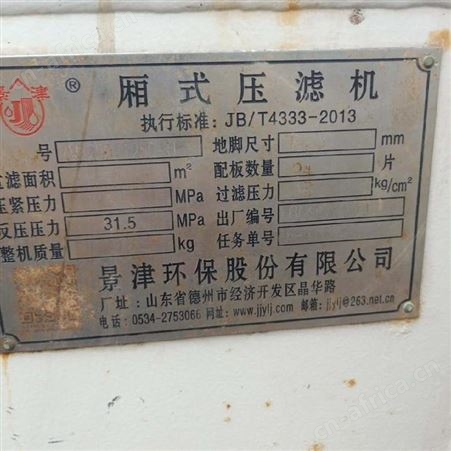 景津
®
厢式压滤机
执行标准：JB/T4333-2013
号 地脚尺寸 mm
过滤面积 m² 配板数量 片
压紧压力 MPa 过滤压力 kg/cm²
反压压力 31.5 MPa 出厂编号
整机质量 kg 任务单号
景津环保股份有限公司
厂址：山东省德州市经济开发区晶华路
电话：0534-2753066 网址：www.jjylj.com 邮箱：jjylj@263.net.cn